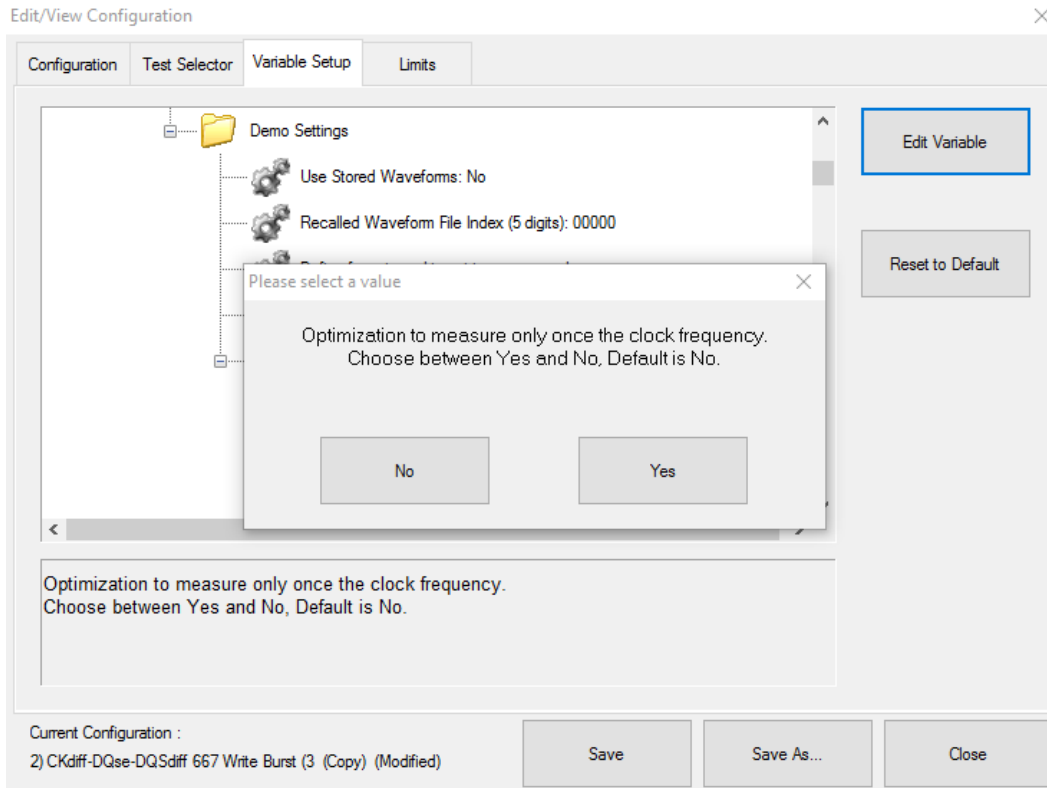 Edit/View Configuration
Configuration
Test Selector
Variable Setup
Limits
Demo Settings
Use Stored Waveforms: No
Recalled Waveform File Index (5 digits): 00000
Edit Variable
Reset to Default
Please select a value
Optimization to measure only once the clock frequency.
Choose between Yes and No, Default is No.
No
Yes
Optimization to measure only once the clock frequency.
Choose between Yes and No, Default is No.
Current Configuration :
2) CKdiff-DQse-DQSdiff 667 Write Burst (3 (Copy) (Modified)
Save
Save As...
Close